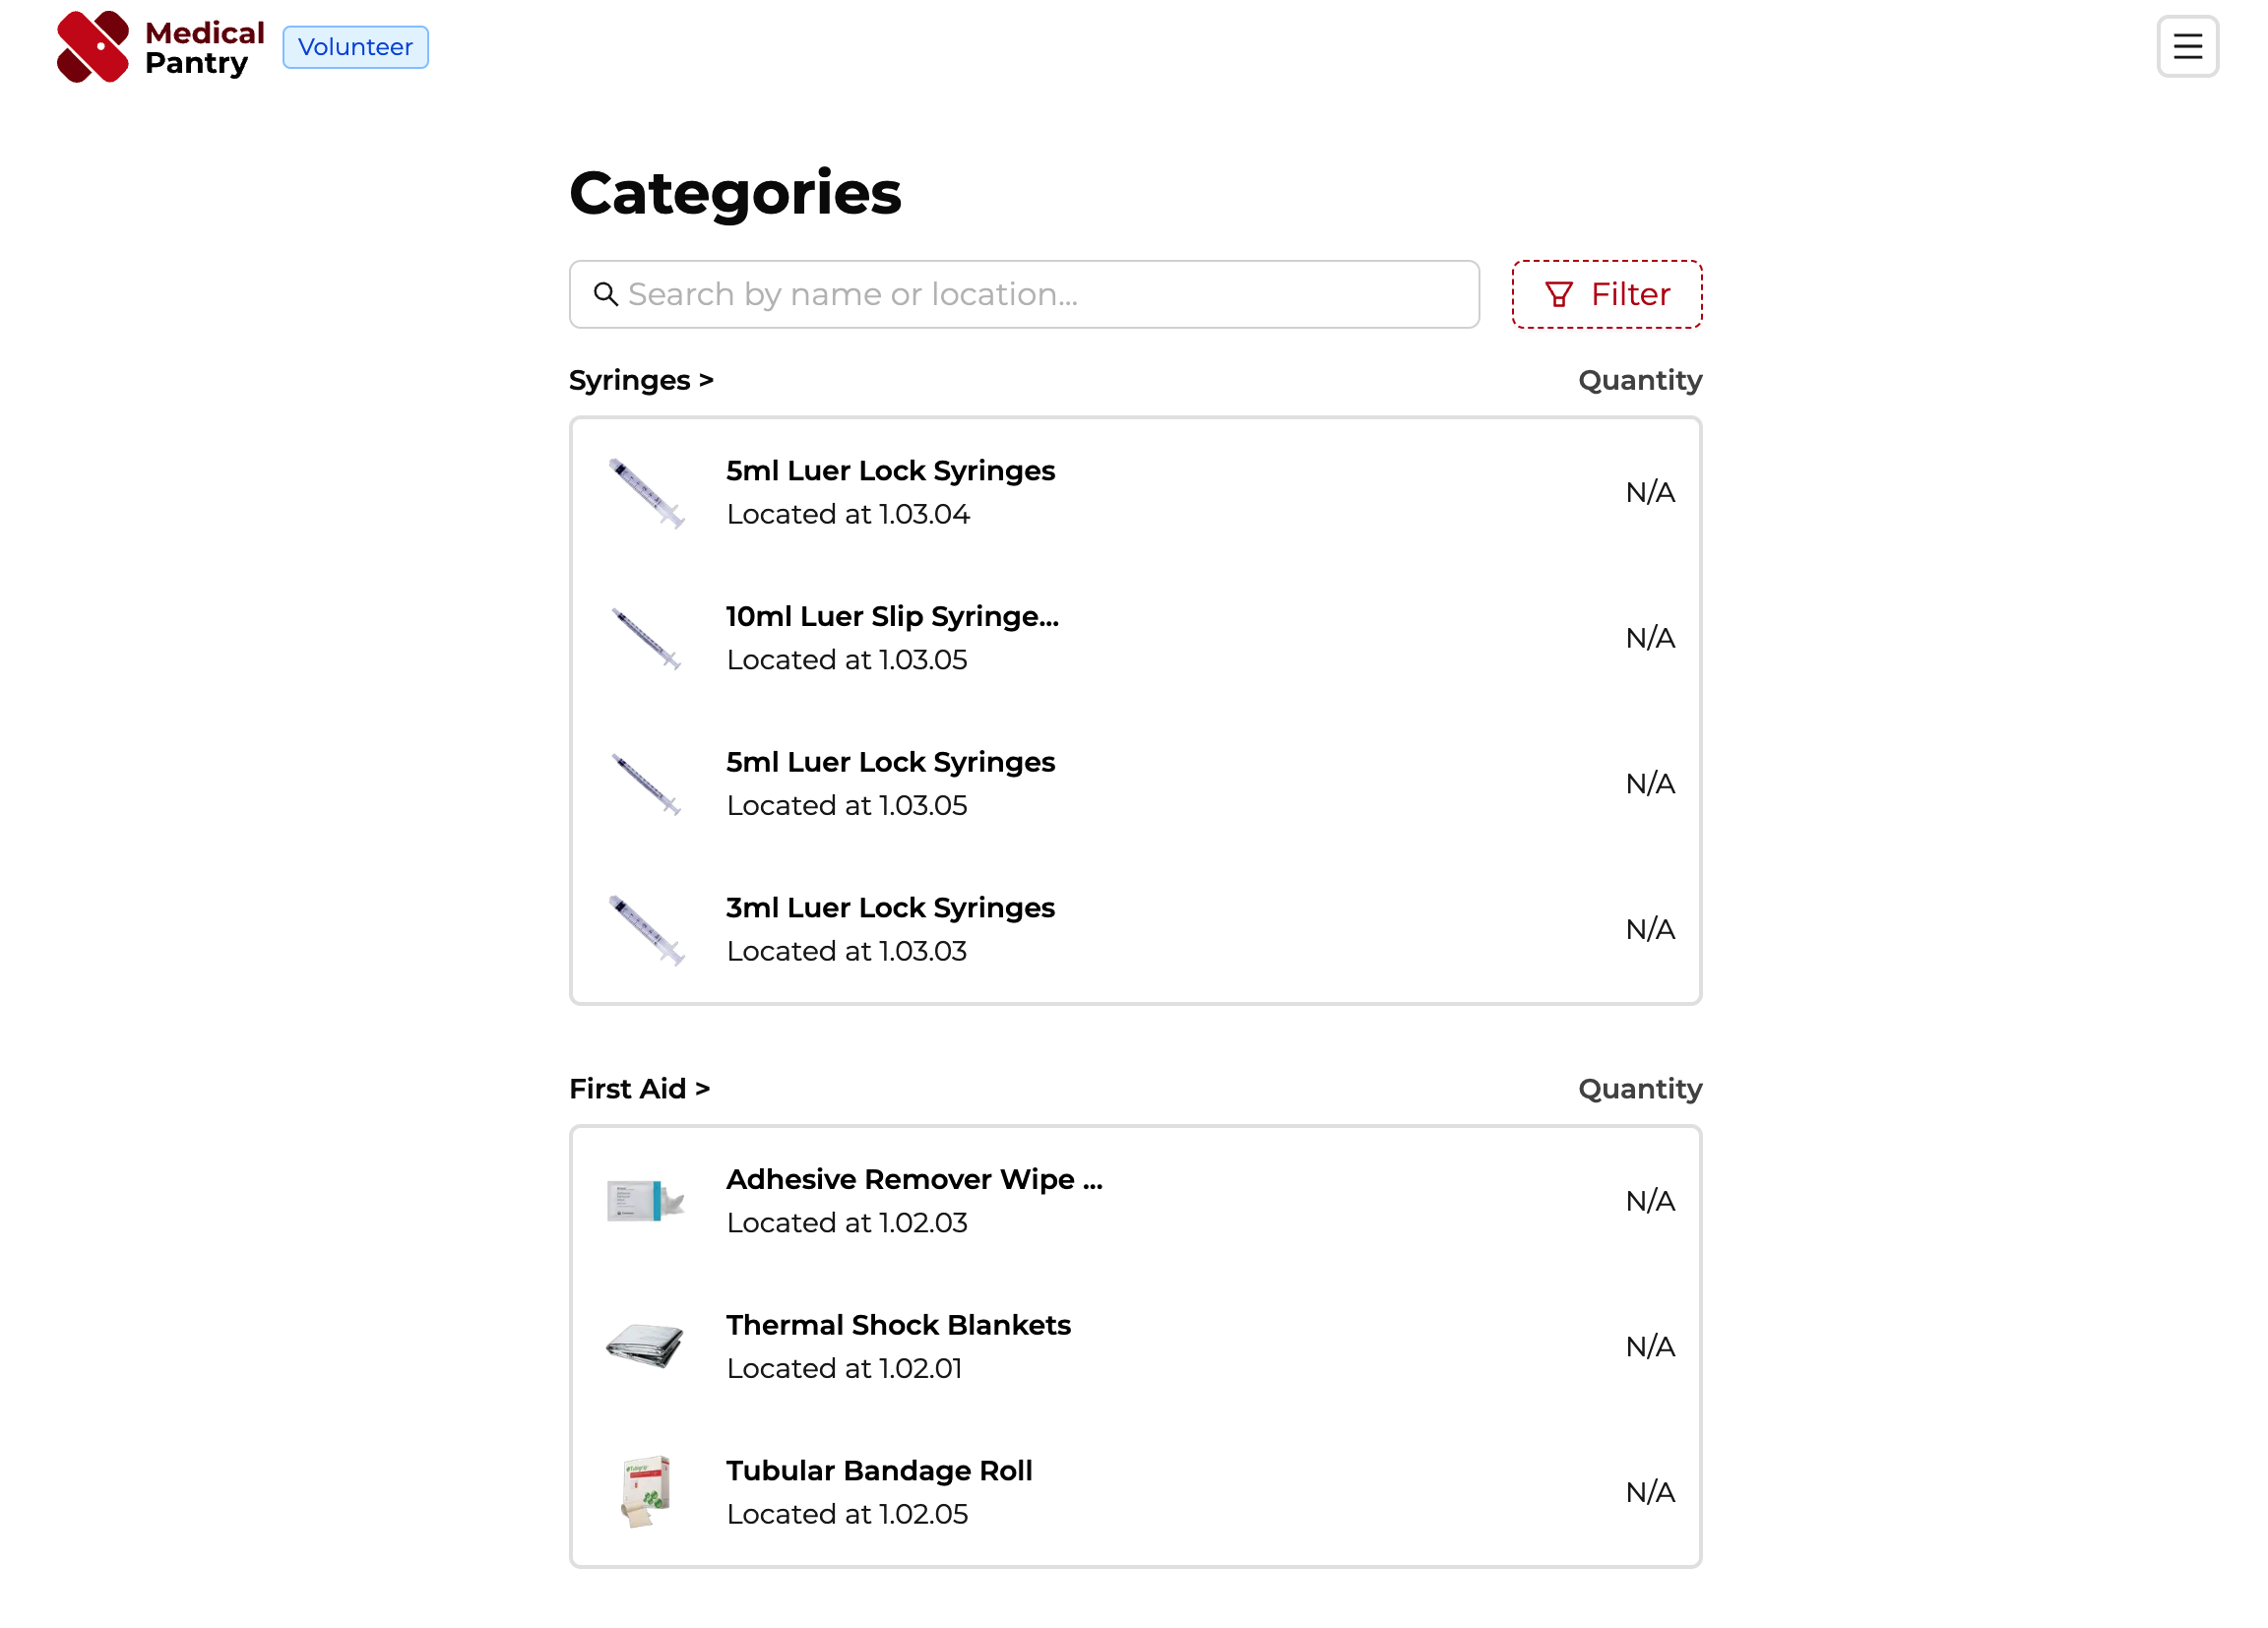 Medical
Pantry
Volunteer
Categories
Search by name or location...
Filter
Syringes >
Quantity
5ml Luer Lock Syringes
Located at 1.03.04
N/A
10ml Luer Slip Syringe...
Located at 1.03.05
N/A
5ml Luer Lock Syringes
Located at 1.03.05
N/A
3ml Luer Lock Syringes
Located at 1.03.03
N/A
First Aid >
Quantity
Adhesive Remover Wipe ...
Located at 1.02.03
N/A
Thermal Shock Blankets
Located at 1.02.01
N/A
Tubular Bandage Roll
Located at 1.02.05
N/A